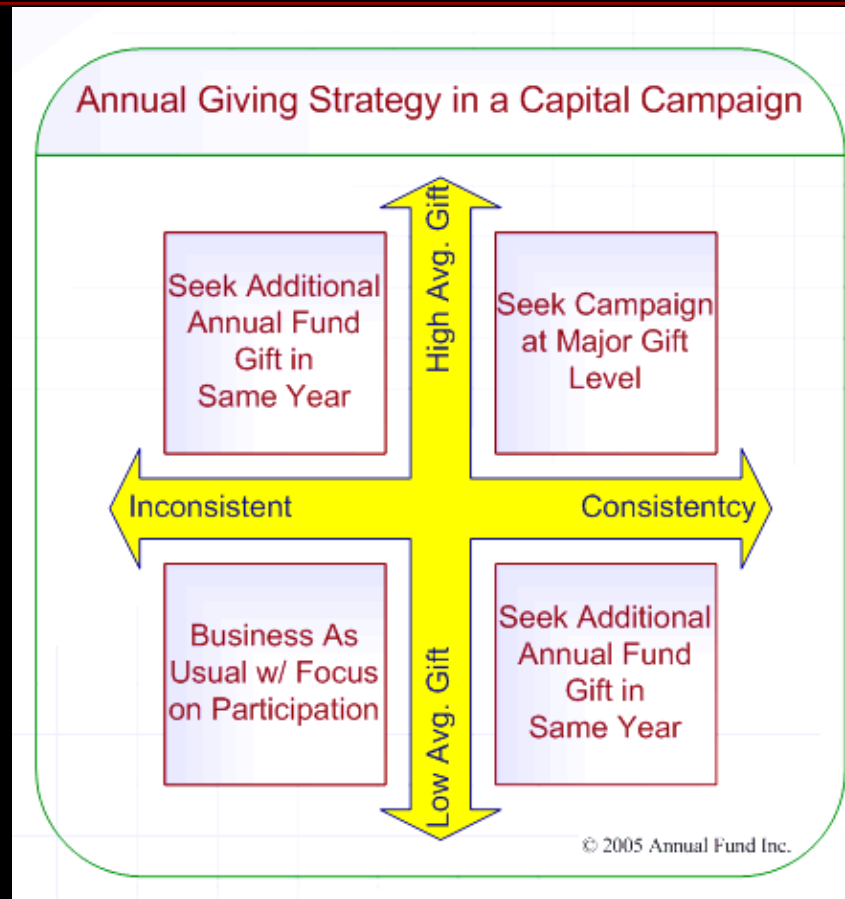 Annual Giving Strategy in a Capital Campaign
High Avg. Gift
Seek Additional
Annual Fund
Gift in
Same Year
Seek Campaign
at Major Gift
Level
Inconsistent
Consistentcy
Business As
Usual w/ Focus
on Participation
Low Avg. Gift
Seek Additional
Annual Fund
Gift in
Same Year
© 2005 Annual Fund Inc.